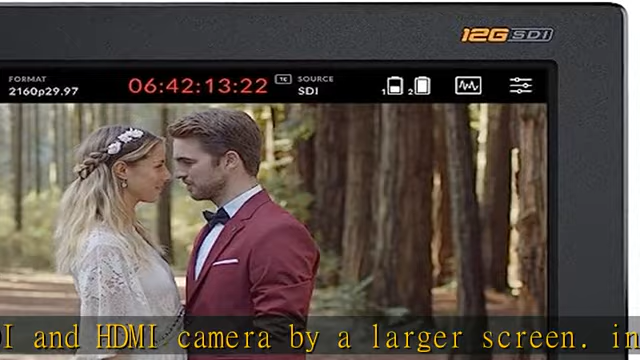 12G SDI
FORMAT
2160p29.97
06:42:13:22
TC
SOURCE
SDI
1
2
DI and HDMI camera by a larger screen. in